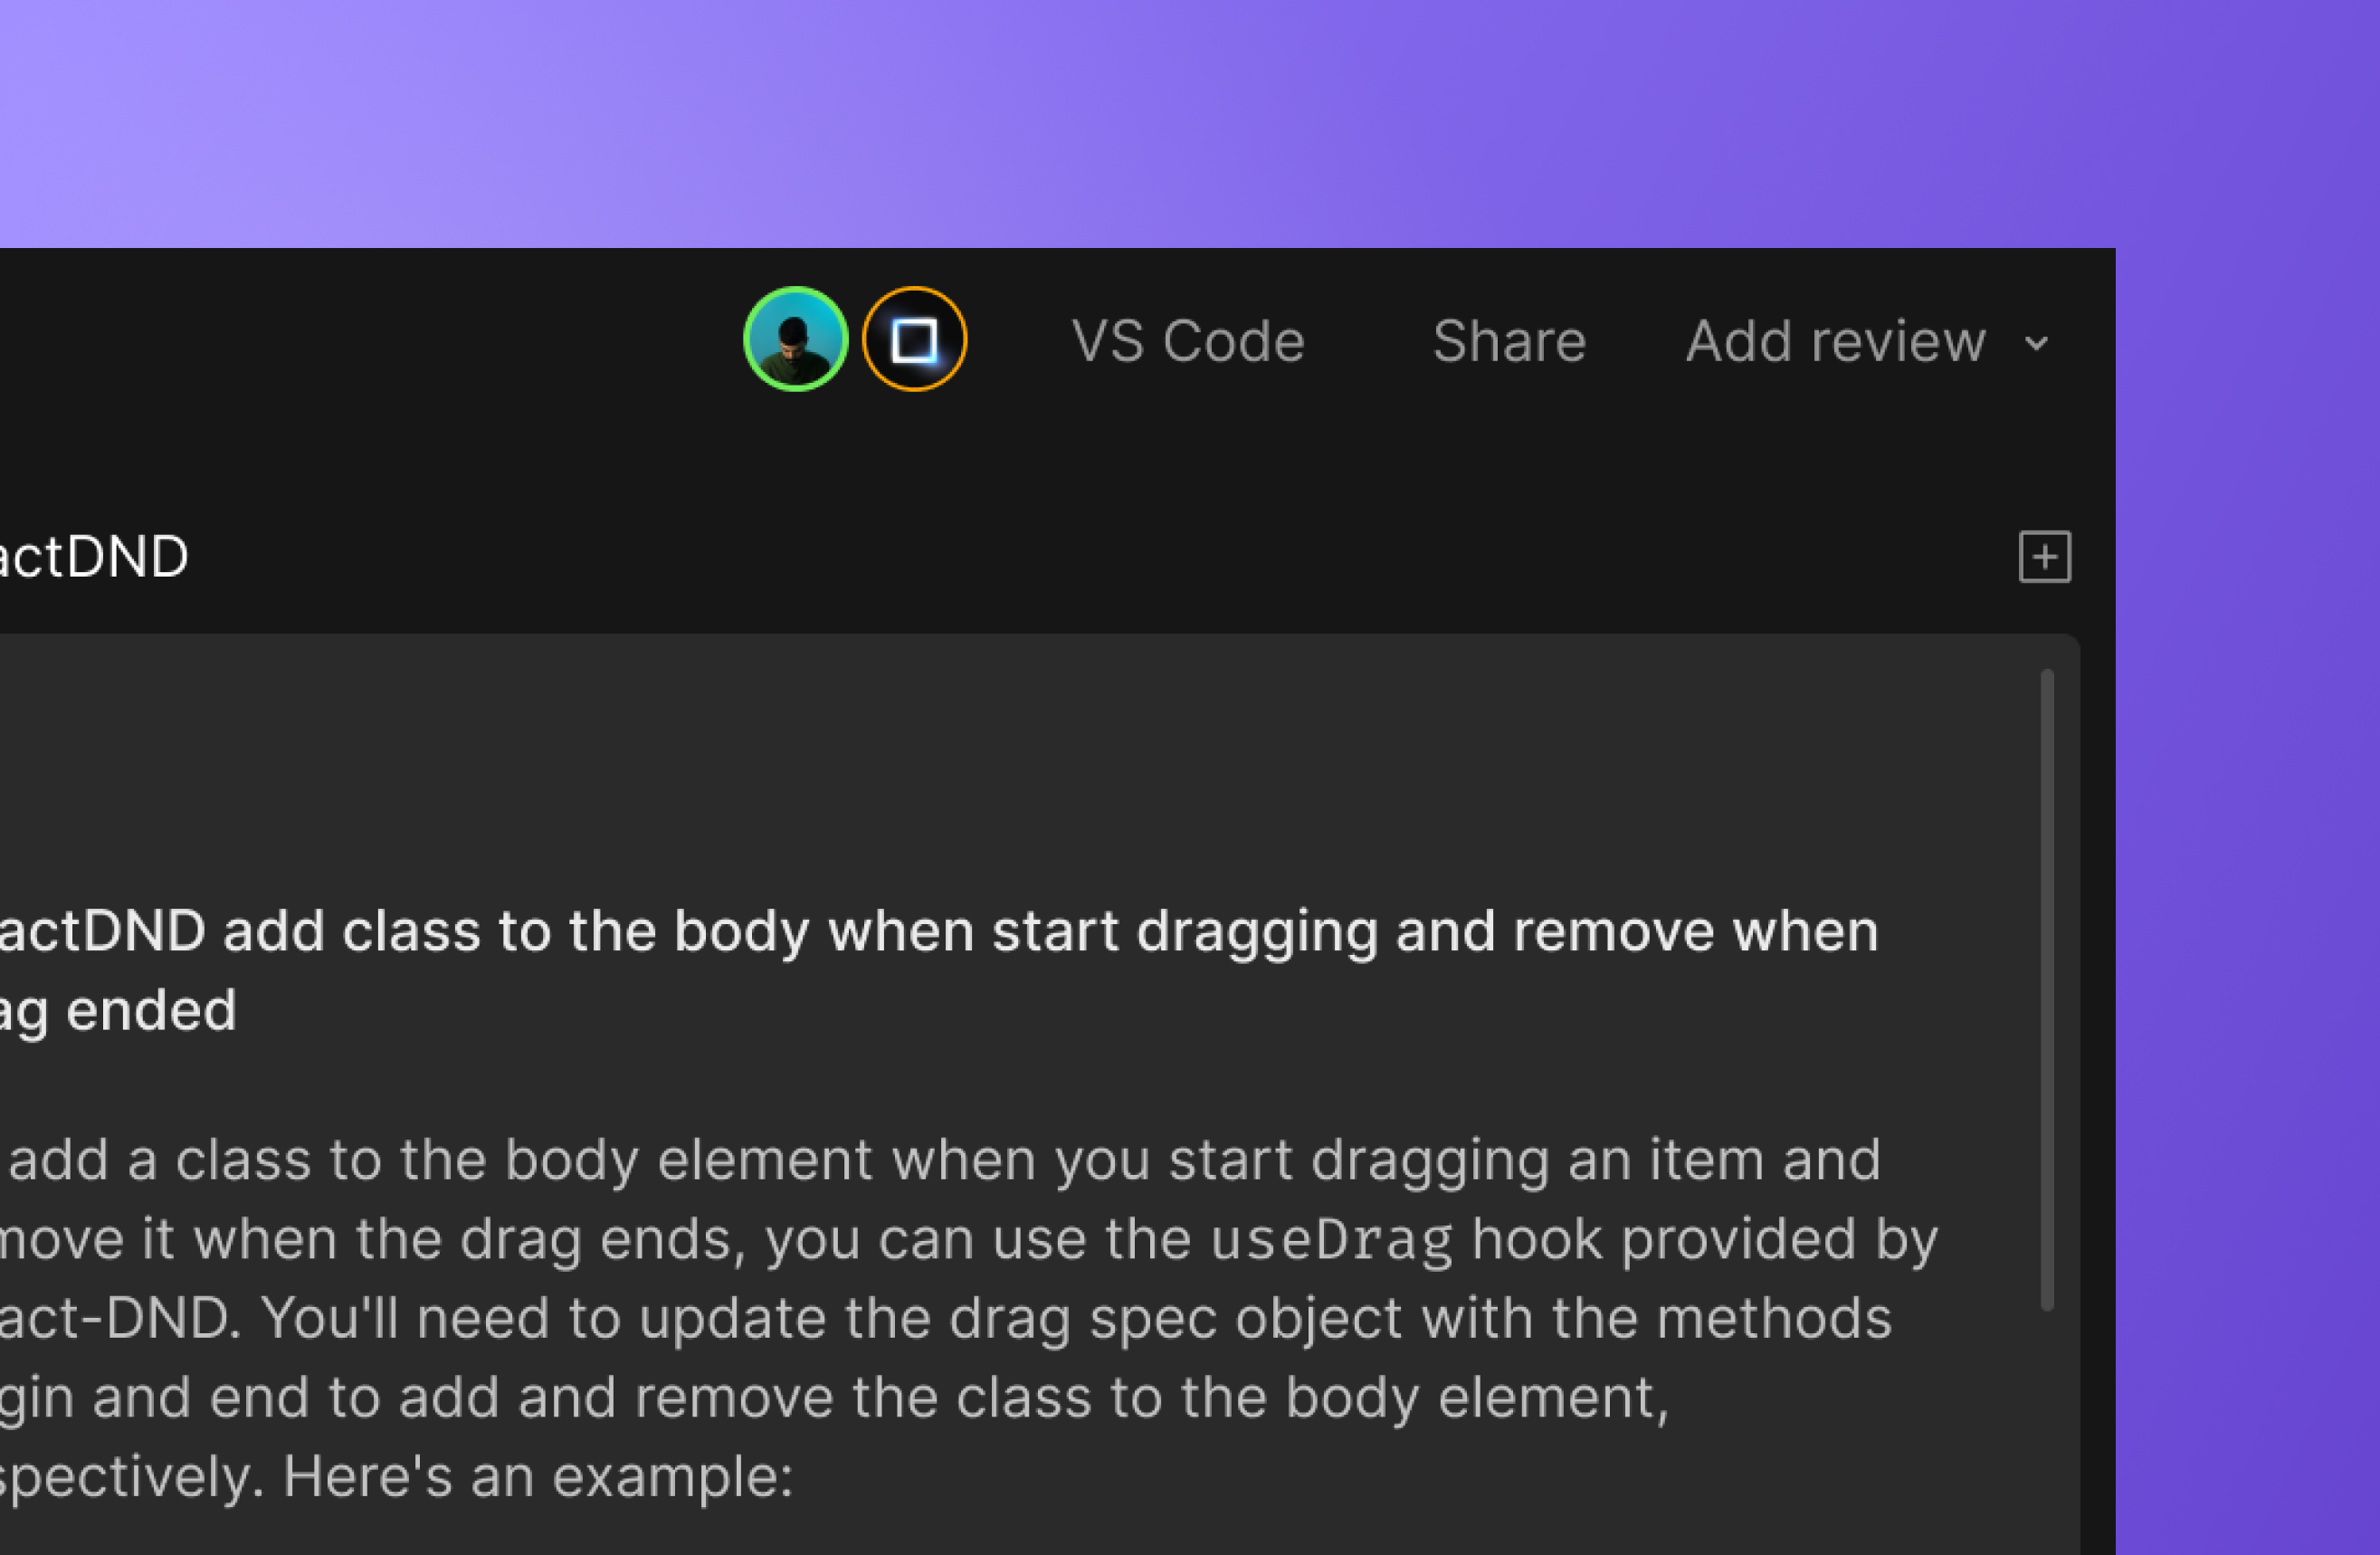 VS Code Share Add review
actDND
actDND add class to the body when start dragging and remove when
ag ended
add a class to the body element when you start dragging an item and
move it when the drag ends, you can use the useDrag hook provided by
act-DND. You'll need to update the drag spec object with the methods
gin and end to add and remove the class to the body element,
spectively. Here's an example: